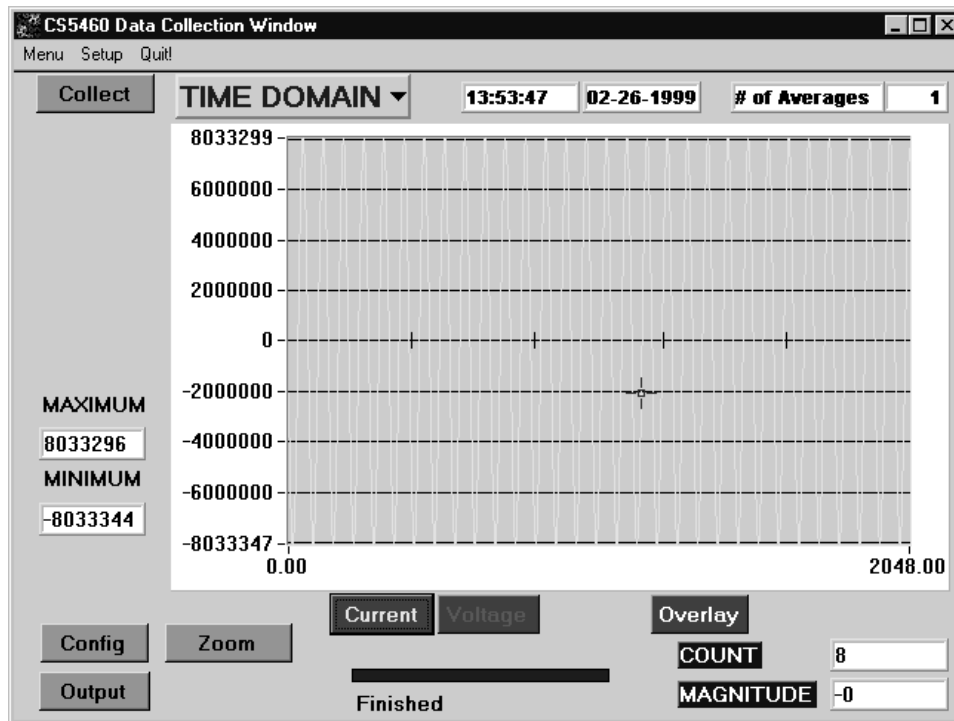 CS5460 Data Collection Window
Menu Setup Quit!
Collect TIME DOMAIN 13:53:47 02-26-1999 # of Averages 1
8033299
6000000
4000000
2000000
0
-2000000
-4000000
-6000000
-8033347
0.00 2048.00
MAXIMUM
8033296
MINIMUM
-8033344
Current Voltage Overlay
Config Zoom
COUNT 8
Output
Finished
MAGNITUDE -0